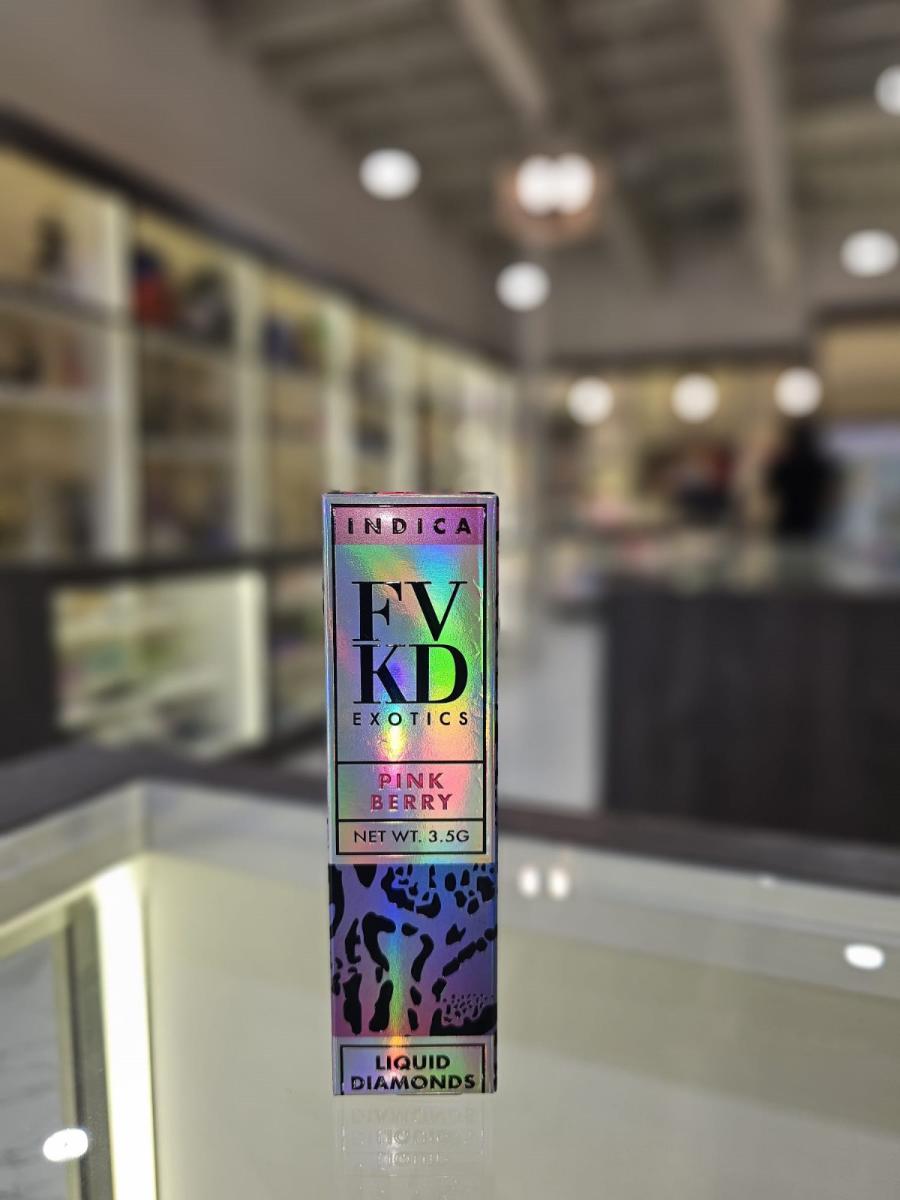 INDICA
FV
KD
EXOTICS
PINK
BERRY
NET WT. 3.5G
LIQUID
DIAMONDS